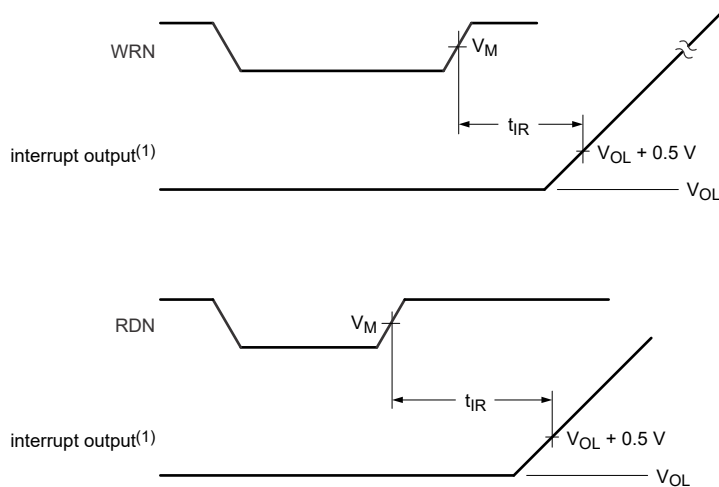 WRN
VM
tIR
interrupt output(1)
VOL + 0.5 V
VOL
RDN
VM
tIR
interrupt output(1)
VOL + 0.5 V
VOL